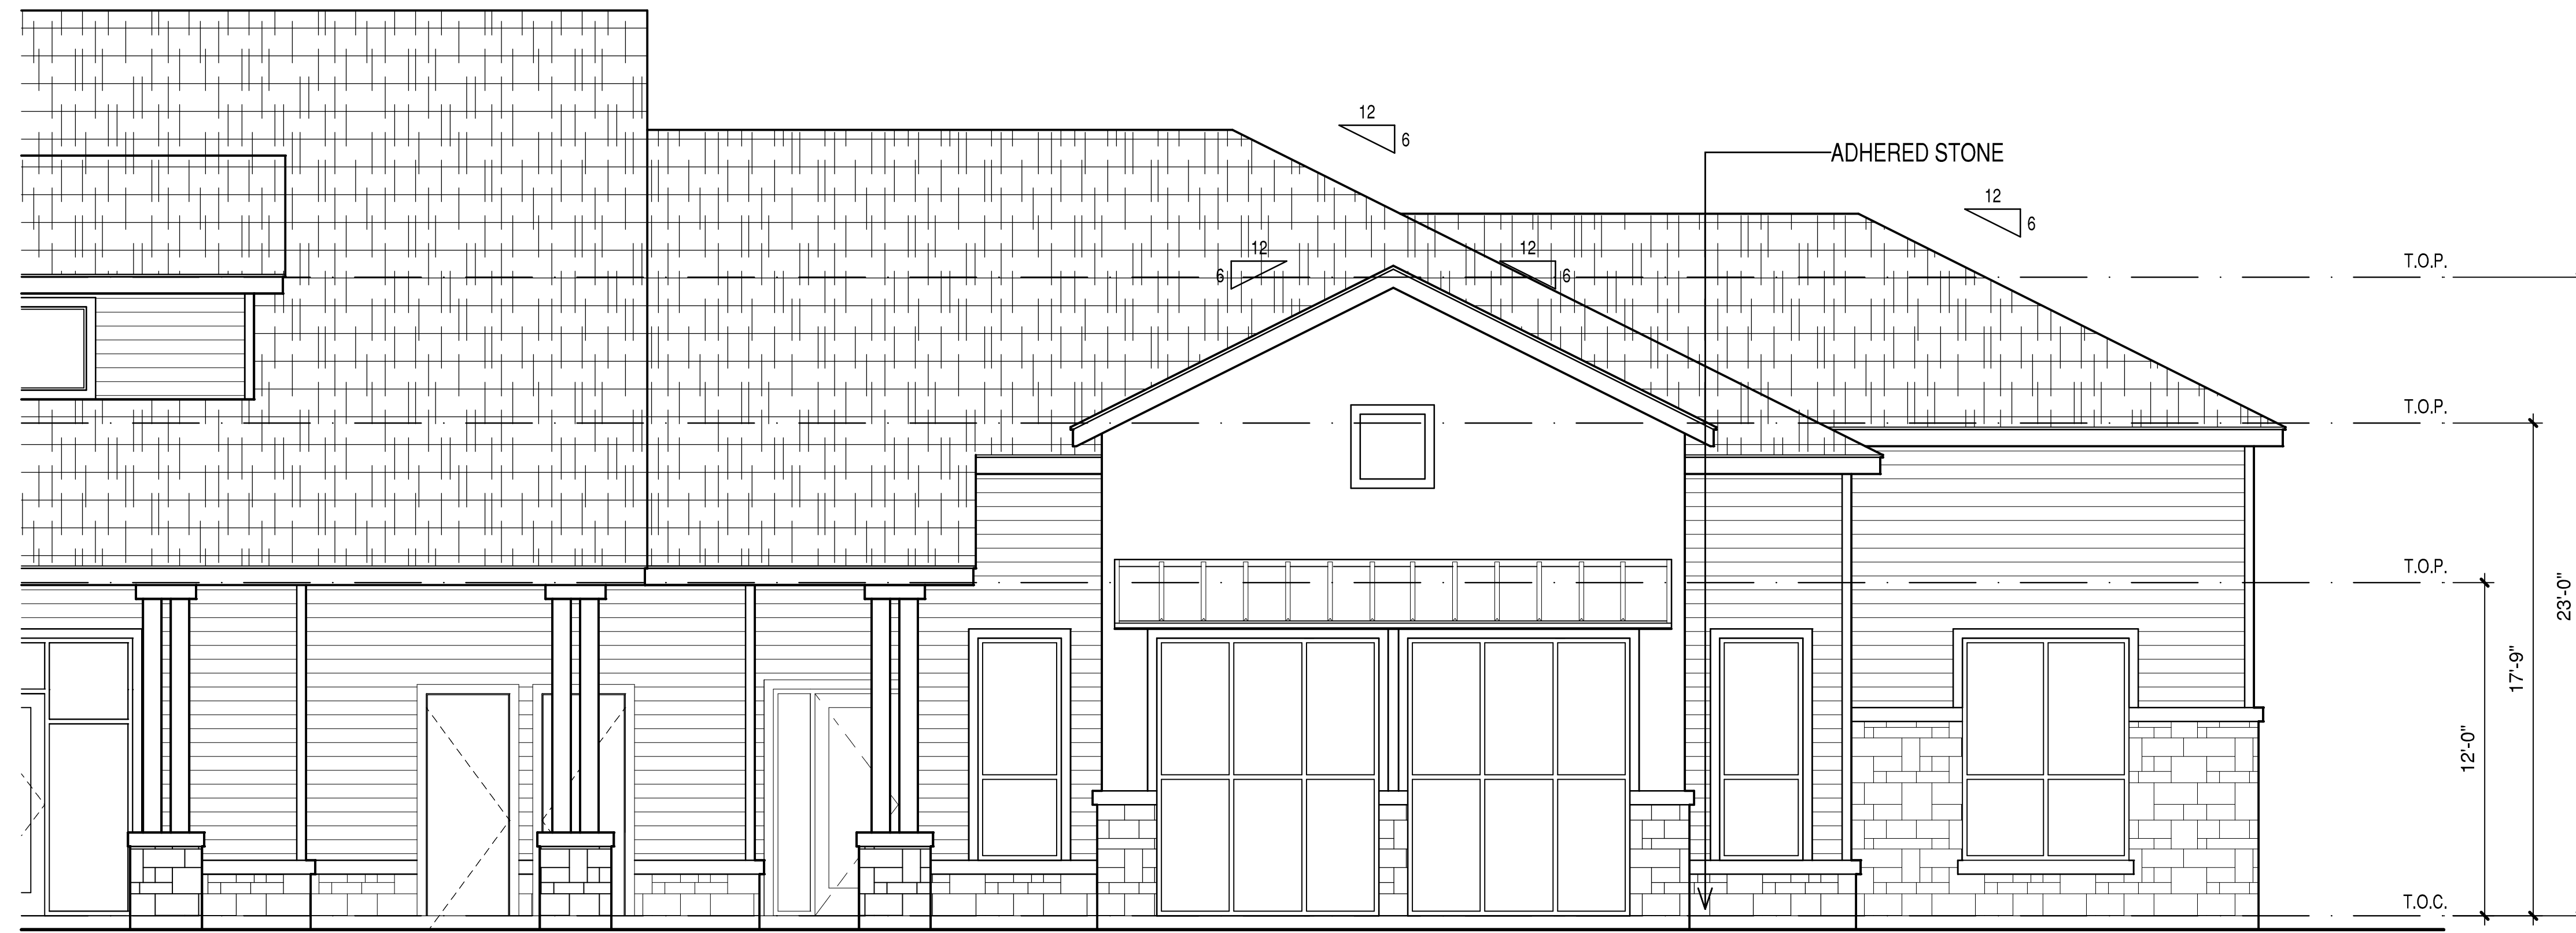 12
6
ADHERED STONE
12
6
12
6
12
6
T.O.P.
T.O.P.
T.O.P.
T.O.C.
12'-0"
17'-9"
23'-0"